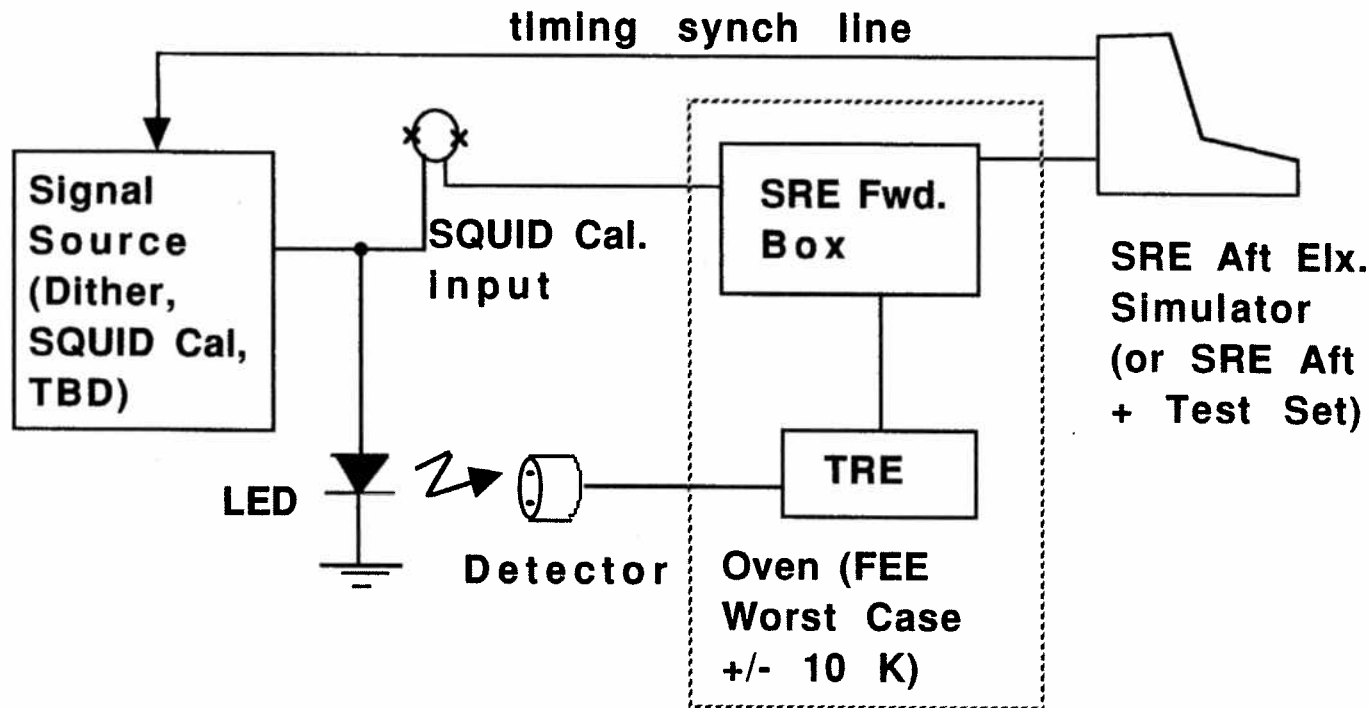 timing synch line
Signal
Source
(Dither,
SQUID Cal,
TBD)
SQUID Cal.
Input
SRE Fwd.
Box
SRE Aft Elx.
Simulator
(or SRE Aft
+ Test Set)
LED
Detector
TRE
Oven (FEE
Worst Case
+/- 10 K)